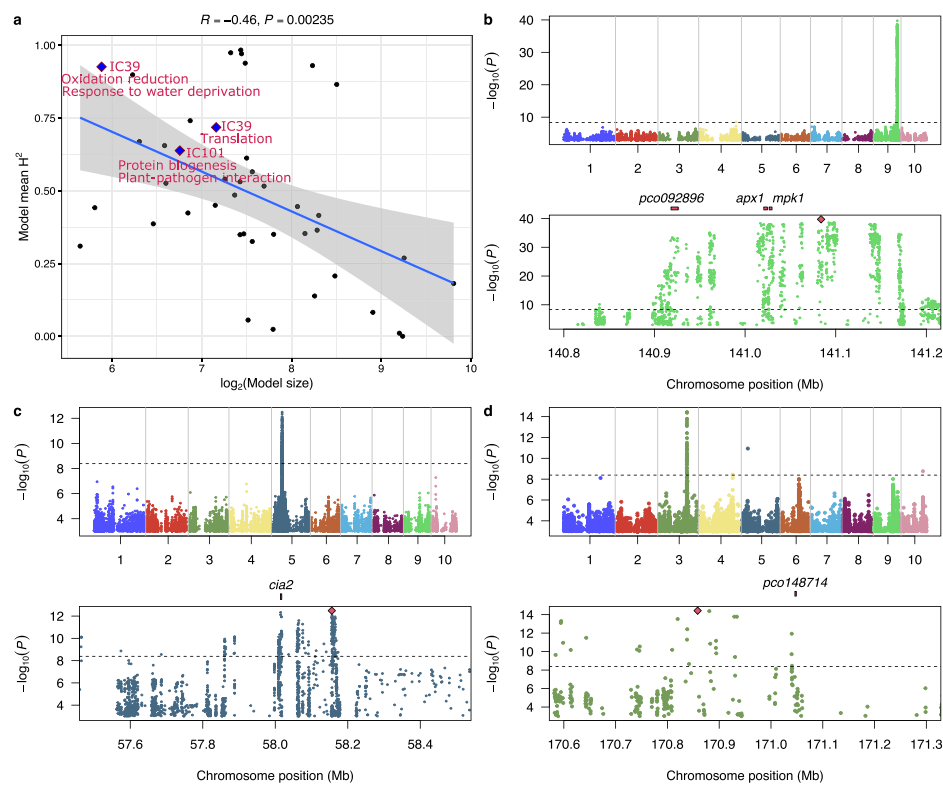 a
R = −0.46, P = 0.00235
Model mean H²
1.00
0.75
0.50
0.25
0.00
IC39
Oxidation reduction
Response to water deprivation
IC39
Translation
IC101
Protein biogenesis
Plant-pathogen interaction
6 7 8 9 10
log₂(Model size)
b
−log₁₀(P)
40
30
20
10
1 2 3 4 5 6 7 8 9 10
pco092896 apx1 mpk1
−log₁₀(P)
40
30
20
10
140.8 140.9 141.0 141.1 141.2
Chromosome position (Mb)
c
−log₁₀(P)
12
10
8
6
4
1 2 3 4 5 6 7 8 9 10
cia2
−log₁₀(P)
12
10
8
6
4
57.6 57.8 58.0 58.2 58.4
Chromosome position (Mb)
d
−log₁₀(P)
14
12
10
8
6
4
1 2 3 4 5 6 7 8 9 10
pco148714
−log₁₀(P)
14
12
10
8
6
4
170.6 170.7 170.8 170.9 171.0 171.1 171.2 171.3
Chromosome position (Mb)